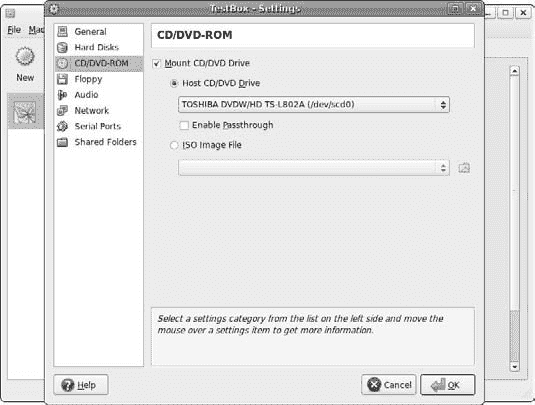 TestBox - Settings
File Mac
New
General
Hard Disks
CD/DVD-ROM
Floppy
Audio
Network
Serial Ports
Shared Folders
CD/DVD-ROM
Mount CD/DVD Drive
Host CD/DVD Drive
TOSHIBA DVDW/HD TS-L802A (/dev/scd0)
Enable Passthrough
ISO Image File
Select a settings category from the list on the left side and move the
mouse over a settings item to get more information.
Help
Cancel
OK